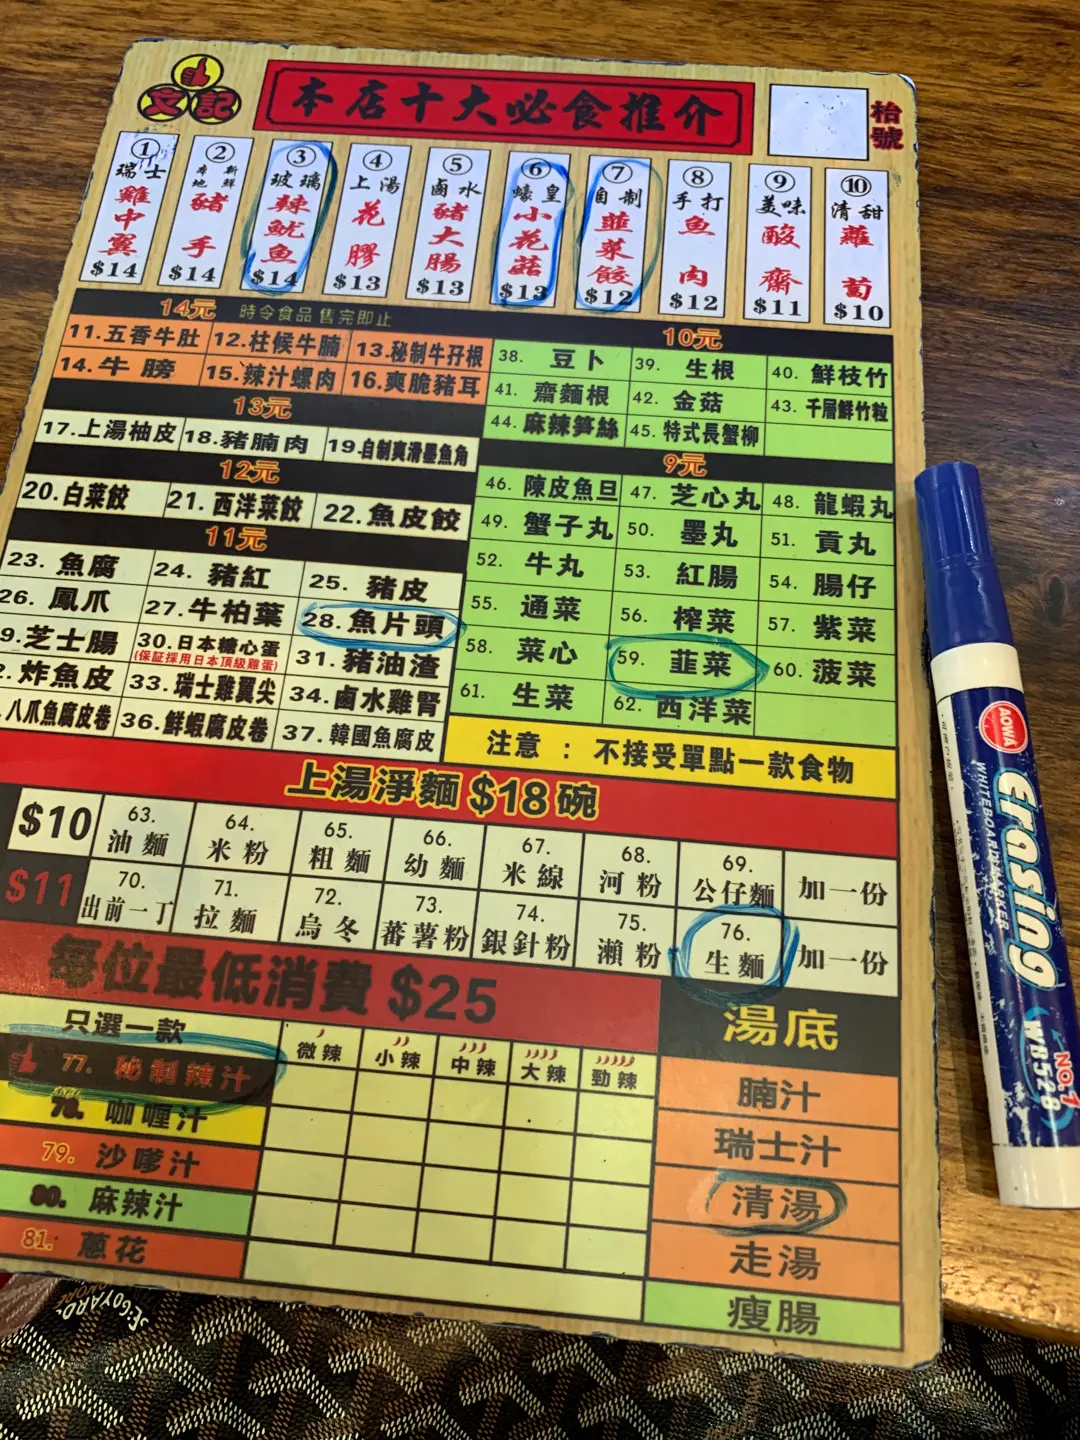 文記
本店十大必食推介
枱號
① 瑞士雞中寶 $14
② 本地新鮮豬手 $14
③ 玻璃辣魷魚 $14
④ 上湯花膠 $13
⑤ 鹵水豬大腸 $13
⑥ 蠔皇小花菇 $13
⑦ 自制韮菜餃 $12
⑧ 手打魚肉 $12
⑨ 美味酸齋 $11
⑩ 清甜蘿蔔 $10
14元 時令食品 售完即止
11.五香牛肚 12.柱候牛腩 13.秘制牛孖根
14.牛膀 15.辣汁螺肉 16.爽脆豬耳
13元
17.上湯柚皮 18.豬腩肉 19.自制爽滑墨魚角
12元
20.白菜餃 21.西洋菜餃 22.魚皮餃
11元
23.魚腐 24.豬紅 25.豬皮
26.鳳爪 27.牛柏葉 28.魚片頭
9.芝士腸 30.日本糖心蛋 31.豬油渣
(保証採用日本頂級雞蛋)
2.炸魚皮 33.瑞士雞翼尖 34.鹵水雞腎
.八爪魚腐皮卷 36.鮮蝦腐皮卷 37.韓國魚腐皮
10元
38.豆卜 39.生根 40.鮮枝竹
41.齋麵根 42.金菇 43.千層鮮竹粒
44.麻辣笋絲 45.特式長蟹柳
9元
46.陳皮魚旦 47.芝心丸 48.龍蝦丸
49.蟹子丸 50.墨丸 51.貢丸
52.牛丸 53.紅腸 54.腸仔
55.通菜 56.榨菜 57.紫菜
58.菜心 59.韮菜 60.菠菜
61.生菜 62.西洋菜
注意 : 不接受單點一款食物
上湯淨麵 $18碗
$10 63.油麵 64.米粉 65.粗麵 66.幼麵 67.米線 68.河粉 69.公仔麵 加一份
$11 70.出前一丁 71.拉麵 72.烏冬 73.蕃薯粉 74.銀針粉 75.瀨粉 76.生麵 加一份
每位最低消費 $25
只選一款 微辣 小辣 中辣 大辣 勁辣
77.秘制辣汁
78.咖喱汁
79.沙嗲汁
80.麻辣汁
81.蔥花
湯底
腩汁
瑞士汁
清湯
走湯
瘦腸
AOWA
Erasing
WHITEBOARD MARKER
NO.1
WB528
GOYARD